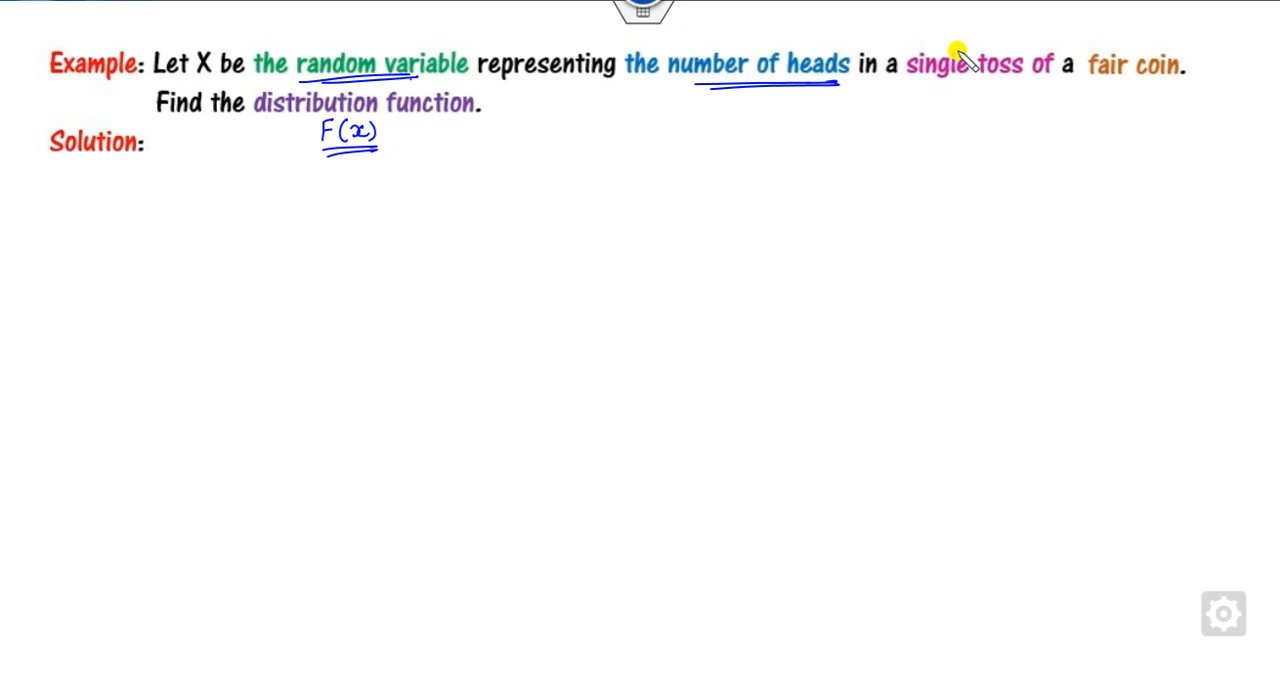 Example: Let X be the random variable representing the number of heads in a single toss of a fair coin.
Find the distribution function.
F(x)
Solution: